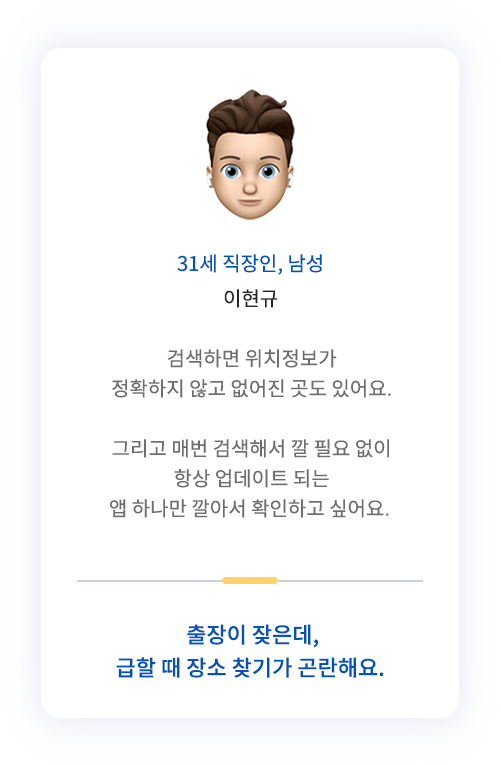 31세 직장인, 남성
이현규
검색하면 위치정보가
정확하지 않고 없어진 곳도 있어요.
그리고 매번 검색해서 깔 필요 없이
항상 업데이트 되는
앱 하나만 깔아서 확인하고 싶어요.
출장이 잦은데,
급할 때 장소 찾기가 곤란해요.